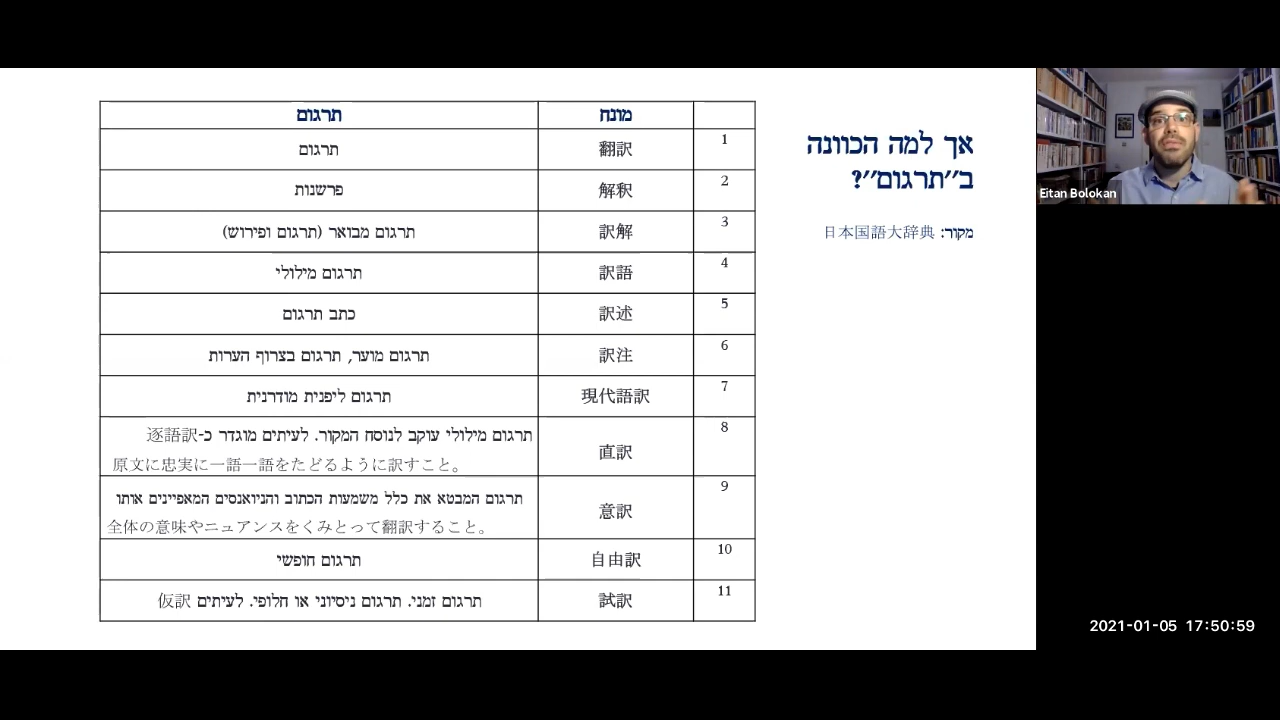 אך למה הכוונה
ב״תרגום״?
מקור: 日本国語大辞典
מונח תרגום
1 翻訳 תרגום
2 解釈 פרשנות
3 訳解 תרגום מבואר (תרגום ופירוש)
4 訳語 תרגום מילולי
5 訳述 כתב תרגום
6 訳注 תרגום מוער, תרגום בצרוף הערות
7 現代語訳 תרגום ליפנית מודרנית
8 直訳 תרגום מילולי עוקב לנוסח המקור. לעיתים מוגדר כ-逐語訳
原文に忠実に一語一語をたどるように訳すこと。
9 意訳 תרגום המבטא את כלל משמעות הכתוב והניואנסים המאפיינים אותו
全体の意味やニュアンスをくみとって翻訳すること。
10 自由訳 תרגום חופשי
11 試訳 תרגום זמני. תרגום ניסיוני או חלופי. לעיתים 仮訳
Eitan Bolokan
2021-01-05 17:50:59